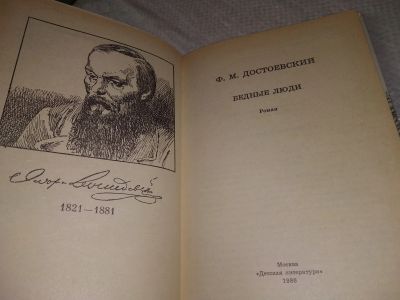 1821—1881
Ф. М. ДОСТОЕВСКИЙ
БЕДНЫЕ ЛЮДИ
Роман
Москва
«Детская литература»
1986